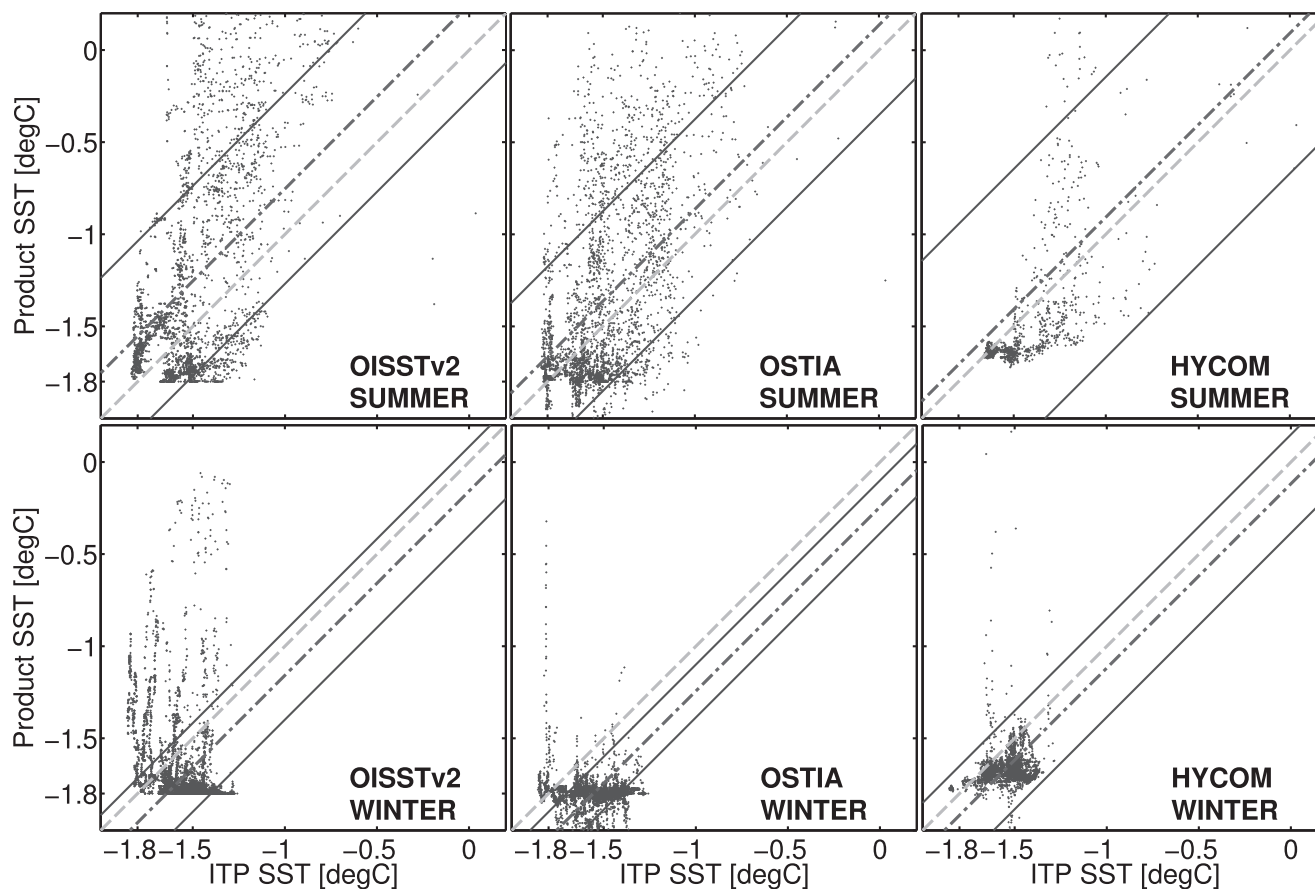 Product SST [degC]
0
−0.5
−1
−1.5
−1.8
OISSTv2
SUMMER
OSTIA
SUMMER
HYCOM
SUMMER
Product SST [degC]
0
−0.5
−1
−1.5
−1.8
OISSTv2
WINTER
OSTIA
WINTER
HYCOM
WINTER
−1.8 −1.5 −1 −0.5 0
−1.8 −1.5 −1 −0.5 0
−1.8 −1.5 −1 −0.5 0
ITP SST [degC]
ITP SST [degC]
ITP SST [degC]